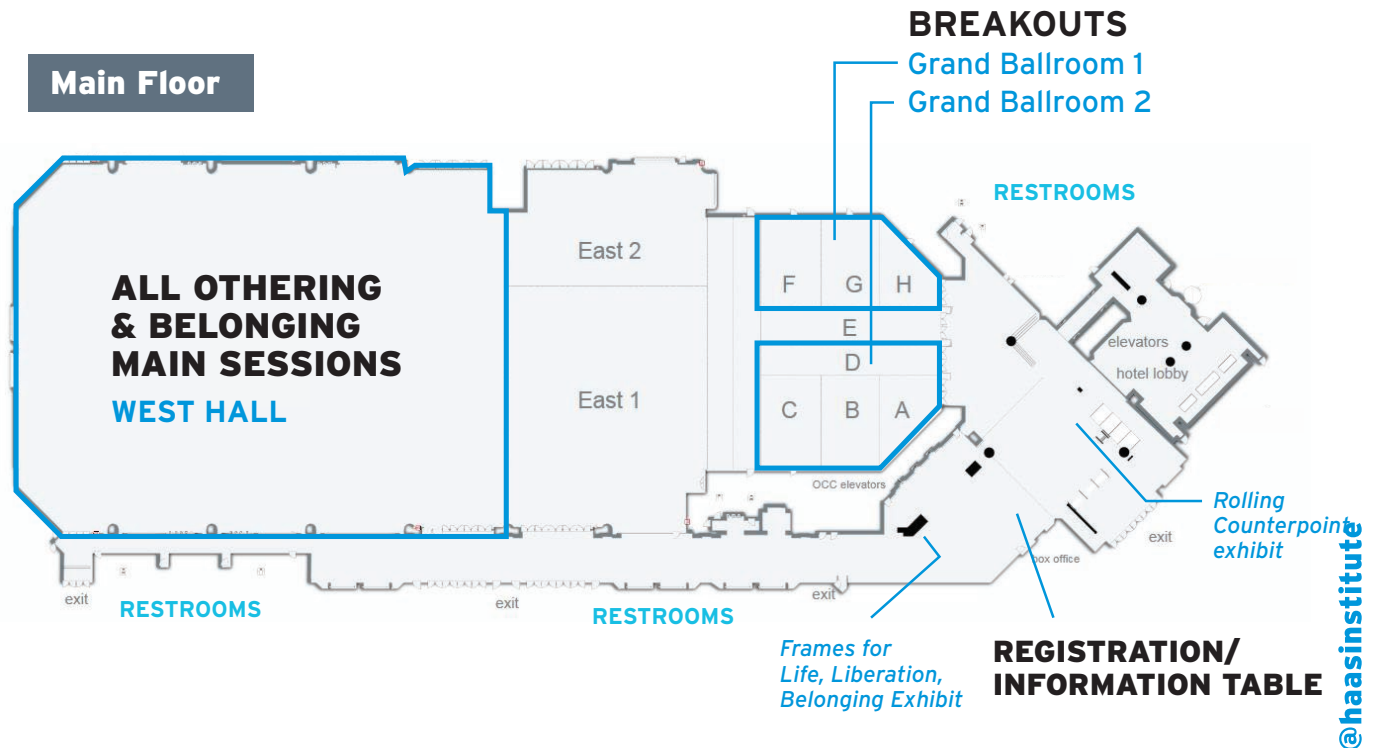 BREAKOUTS
Grand Ballroom 1
Grand Ballroom 2
Main Floor
RESTROOMS
ALL OTHERING
& BELONGING
MAIN SESSIONS
WEST HALL
East 2
East 1
F
G
H
E
D
C
B
A
elevators
hotel lobby
OCC elevators
Rolling
Counterpoint
exhibit
exit
box office
exit
RESTROOMS
exit
RESTROOMS
exit
Frames for
Life, Liberation,
Belonging Exhibit
REGISTRATION/
INFORMATION TABLE
@haasinstitute